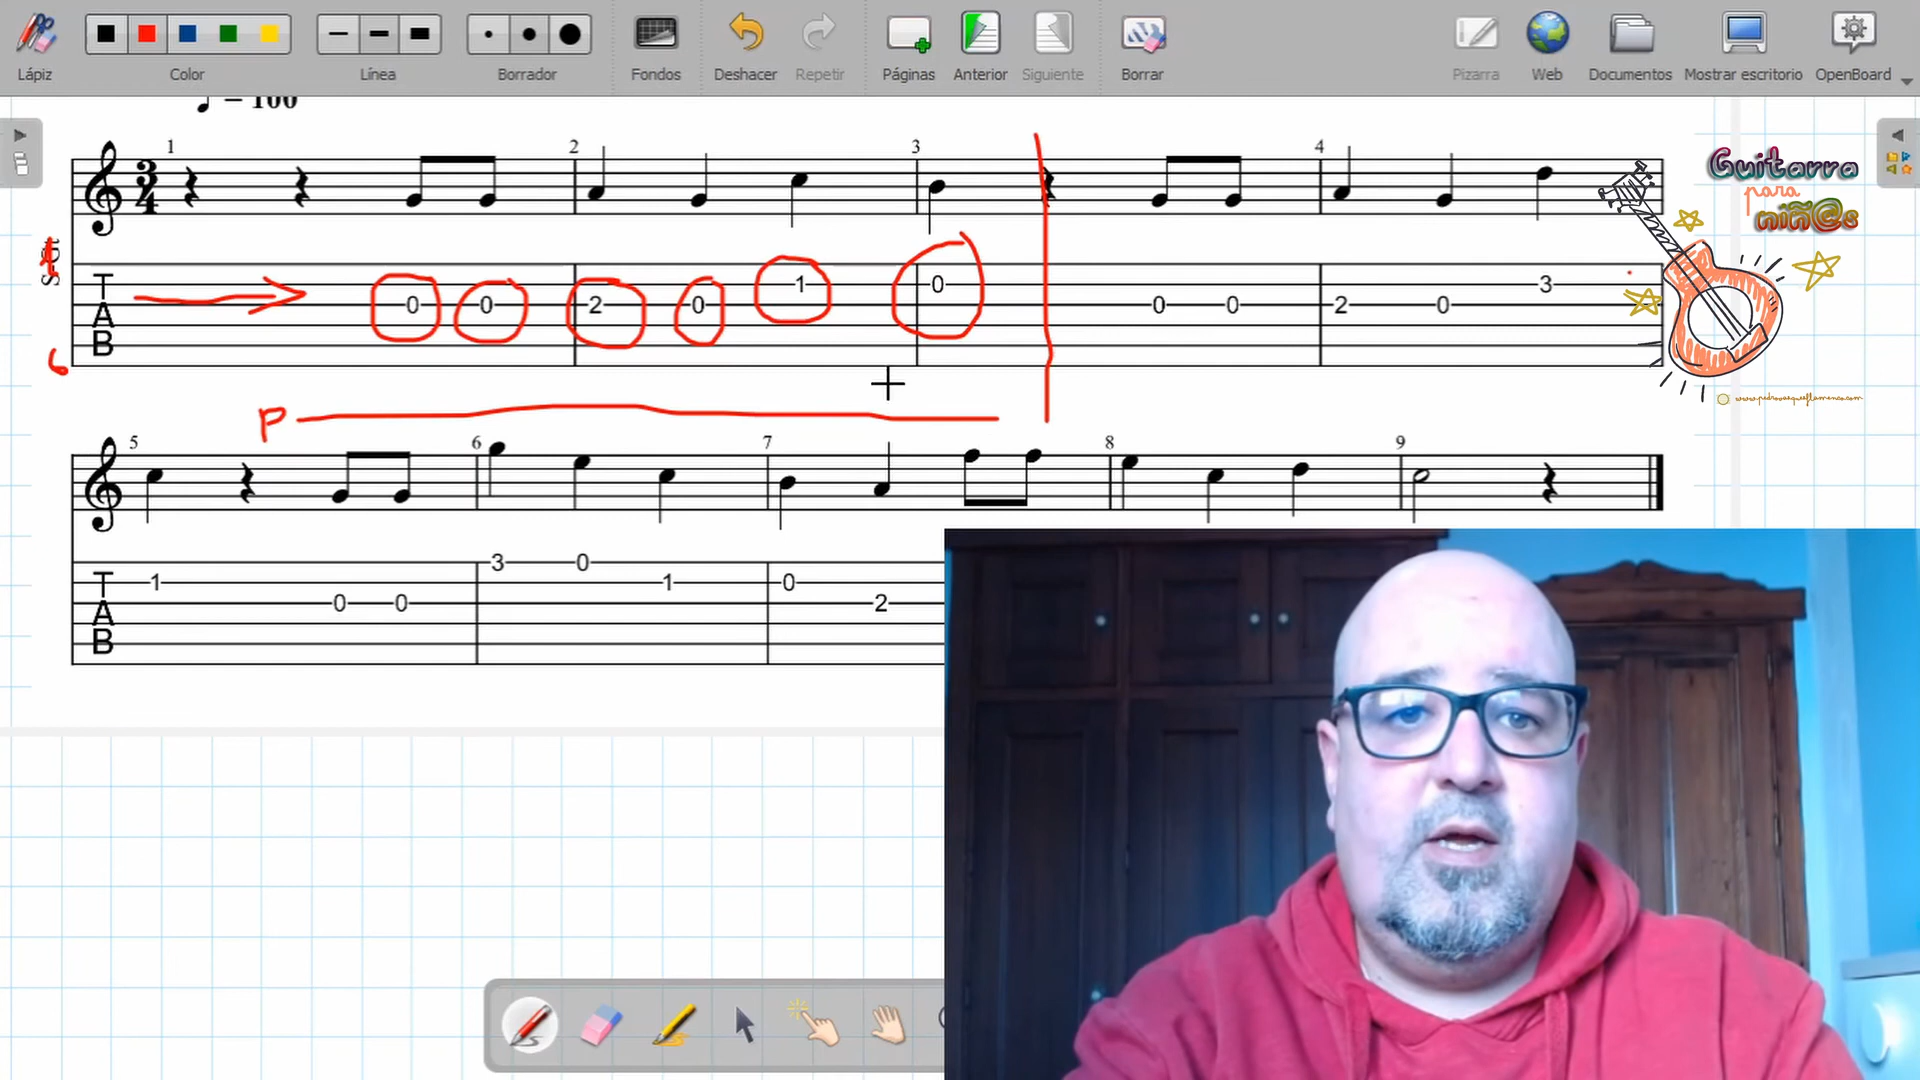 Lápiz
Color
Línea
Borrador
Fondos
Deshacer
Repetir
Páginas
Anterior
Siguiente
Borrar
Pizarra
Web
Documentos
Mostrar escritorio
OpenBoard
= 100
Guitarra
para
niñ@s
1 2 3 4
3
4
T
A
B
0 0 2 0 1 0 0 0 2 0 3
6
P
5 6 7 8 9
T
A
B
1 0 0 3 0 1 0 2